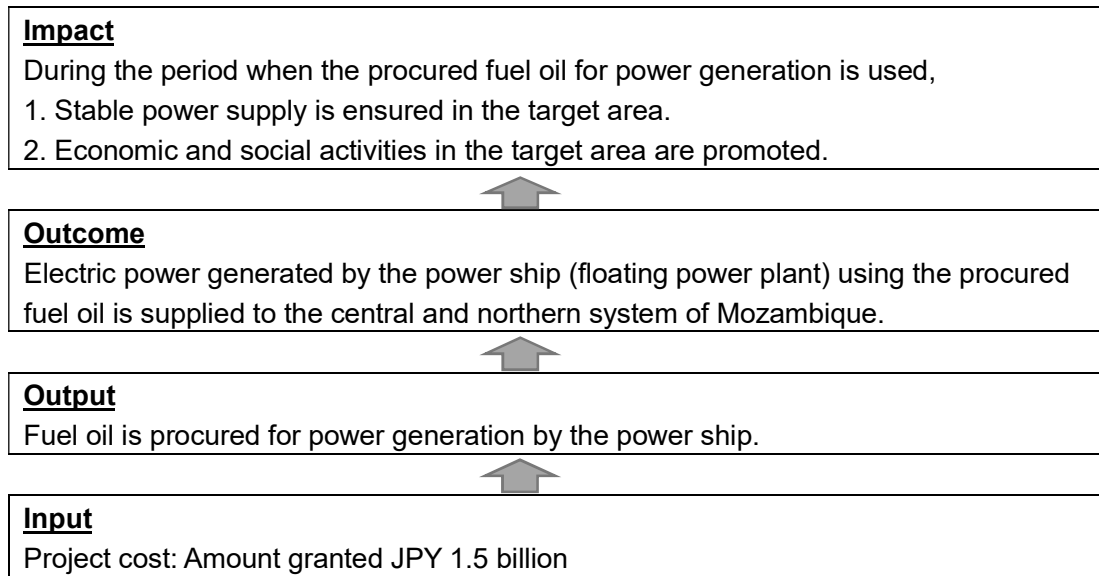 Impact
During the period when the procured fuel oil for power generation is used,
1. Stable power supply is ensured in the target area.
2. Economic and social activities in the target area are promoted.
Outcome
Electric power generated by the power ship (floating power plant) using the procured
fuel oil is supplied to the central and northern system of Mozambique.
Output
Fuel oil is procured for power generation by the power ship.
Input
Project cost: Amount granted JPY 1.5 billion